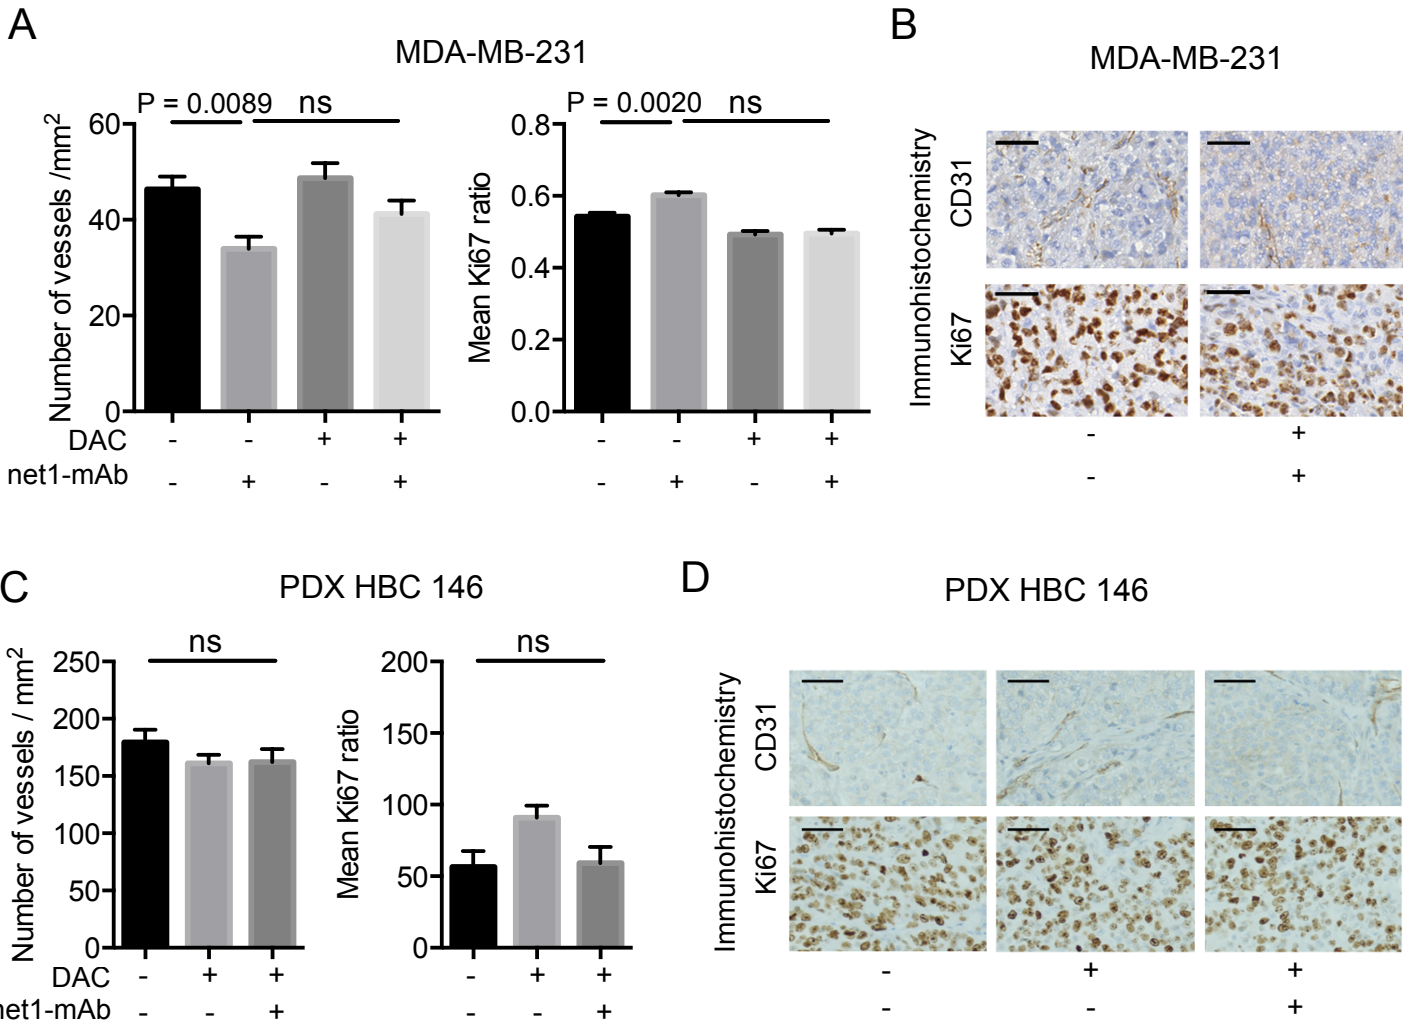 A
MDA-MB-231
P = 0.0089 ns
Number of vessels /mm2
60
40
20
0
DAC - - + +
net1-mAb - + - +
P = 0.0020 ns
Mean Ki67 ratio
0.8
0.6
0.4
0.2
0.0
- - + +
- + - +
B
MDA-MB-231
Immunohistochemistry
CD31
Ki67
- +
- +
C
PDX HBC 146
ns
Number of vessels / mm2
250
200
150
100
50
0
DAC - + +
net1-mAb - - +
ns
Mean Ki67 ratio
200
150
100
50
0
- + +
- - +
D
PDX HBC 146
Immunohistochemistry
CD31
Ki67
- + +
- - +